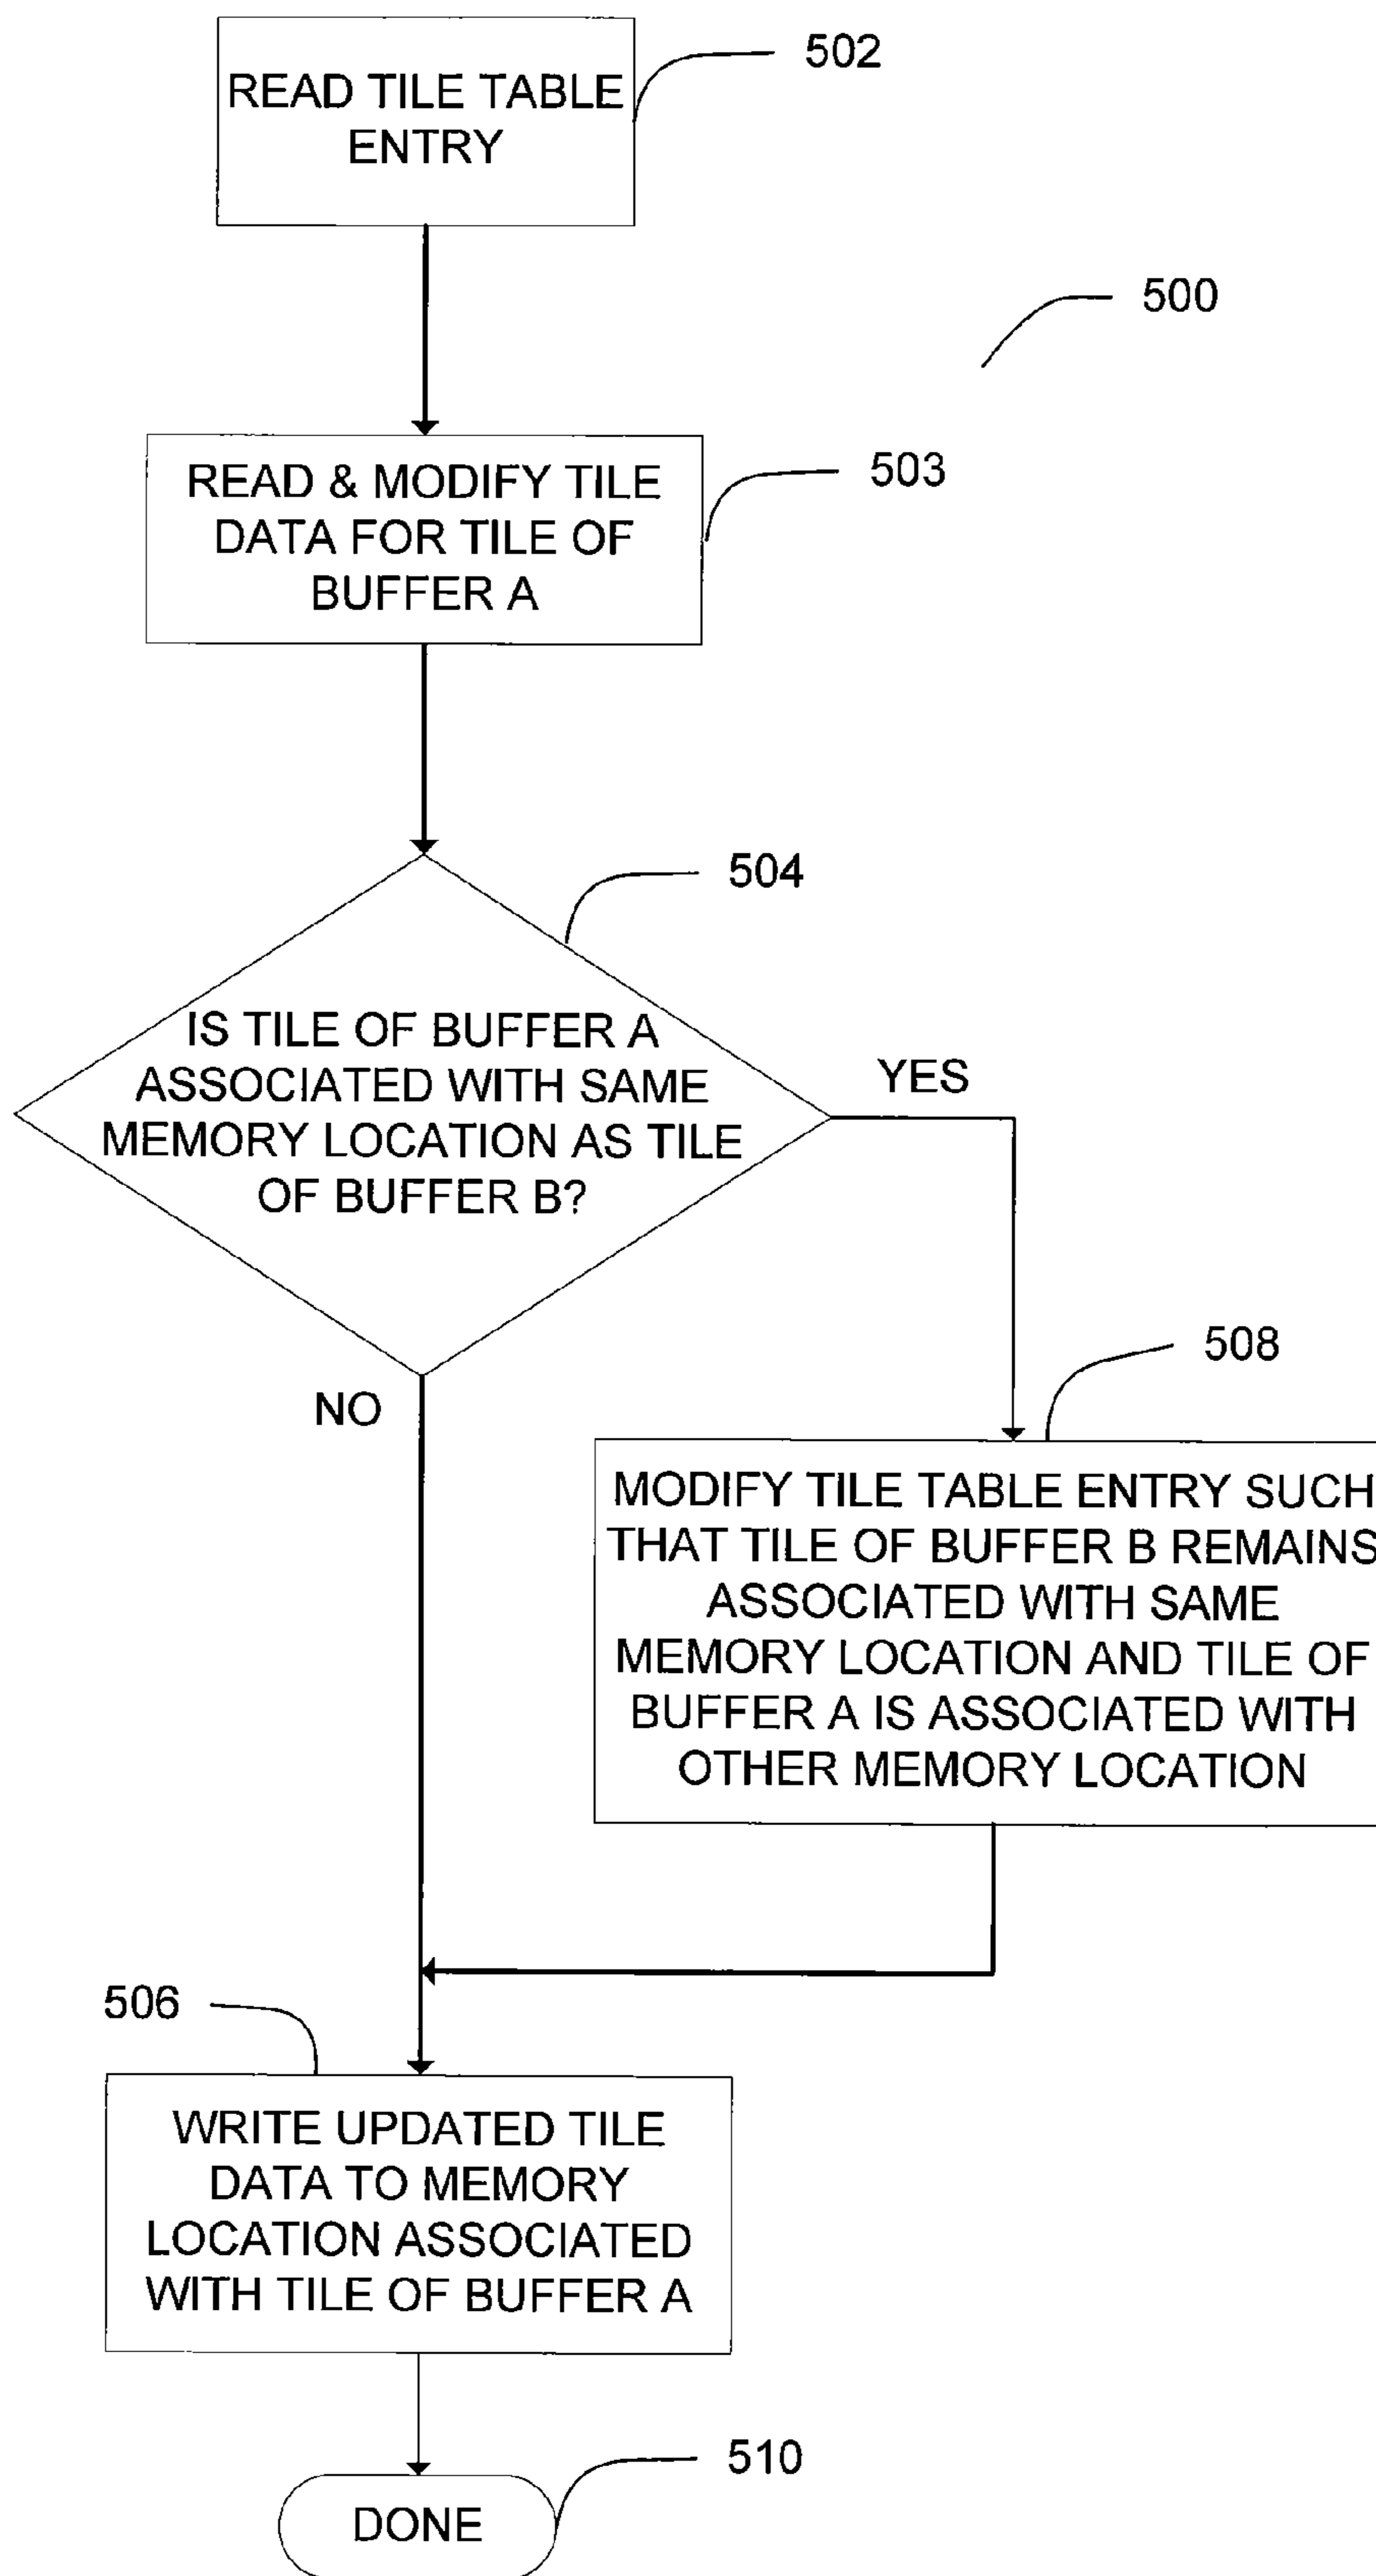 502
READ TILE TABLE
ENTRY
500
503
READ & MODIFY TILE
DATA FOR TILE OF
BUFFER A
504
IS TILE OF BUFFER A
ASSOCIATED WITH SAME
MEMORY LOCATION AS TILE
OF BUFFER B?
YES
NO
508
MODIFY TILE TABLE ENTRY SUCH
THAT TILE OF BUFFER B REMAINS
ASSOCIATED WITH SAME
MEMORY LOCATION AND TILE OF
BUFFER A IS ASSOCIATED WITH
OTHER MEMORY LOCATION
506
WRITE UPDATED TILE
DATA TO MEMORY
LOCATION ASSOCIATED
WITH TILE OF BUFFER A
510
DONE